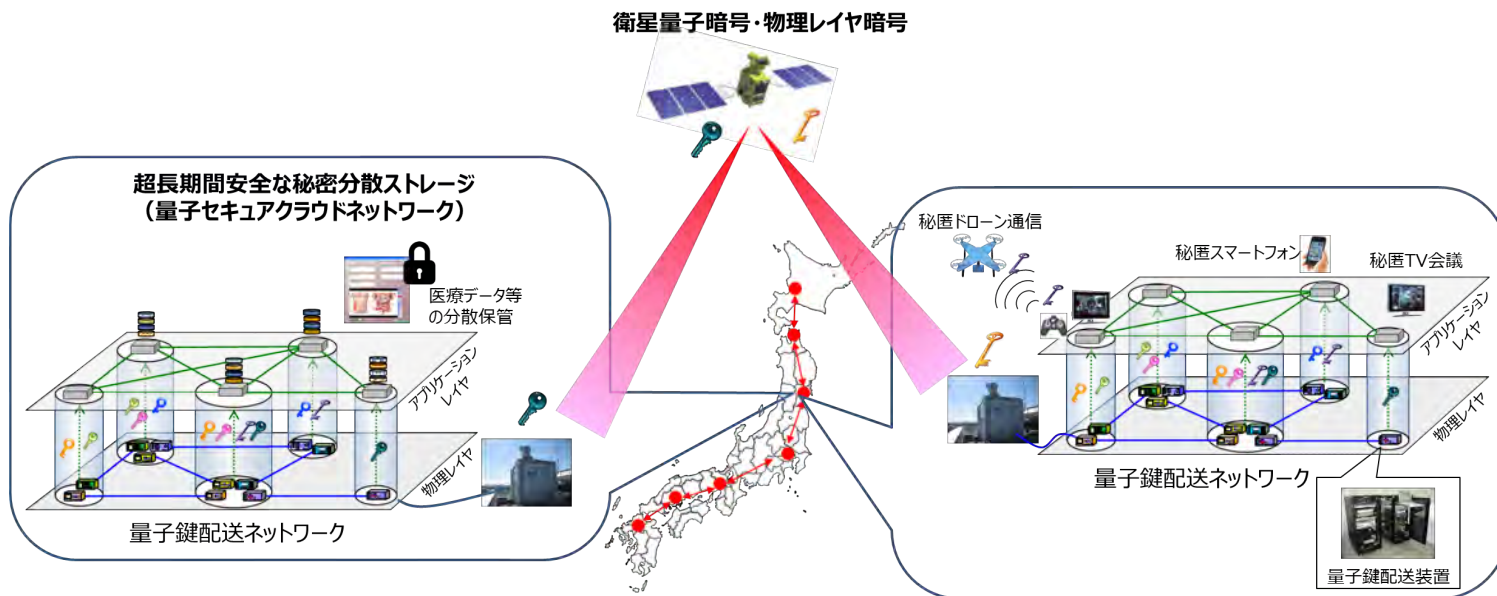 衛星量子暗号・物理レイヤ暗号
超長期間安全な秘密分散ストレージ
（量子セキュアクラウドネットワーク）
医療データ等
の分散保管
アプリケーション
レイヤ
物理レイヤ
量子鍵配送ネットワーク
秘匿ドローン通信
秘匿スマートフォン
秘匿TV会議
アプリケーション
レイヤ
物理レイヤ
量子鍵配送ネットワーク
量子鍵配送装置